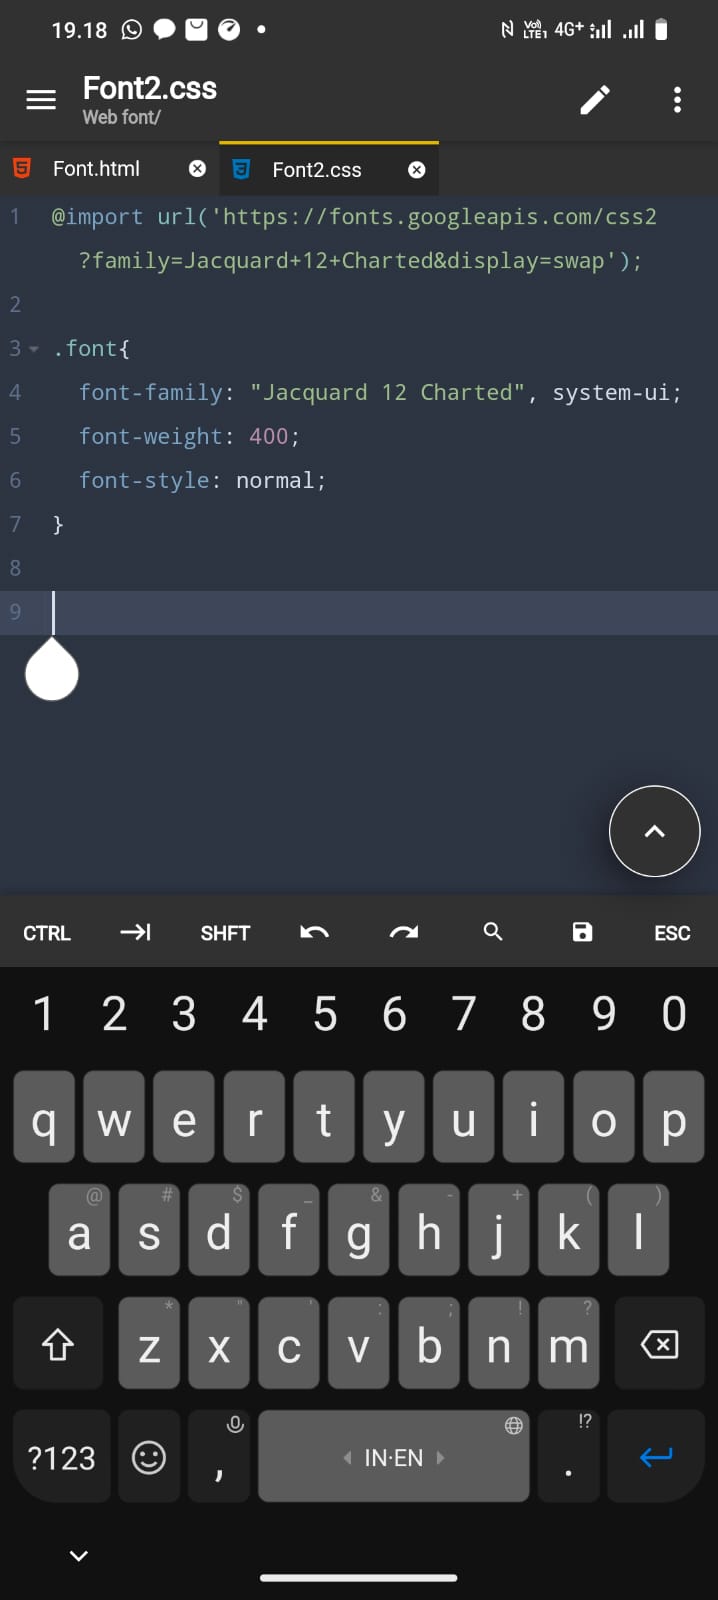 19.18 Vo) LTE1 4G+
Font2.css
Web font/
Font.html Font2.css
1 @import url('https://fonts.googleapis.com/css2
?family=Jacquard+12+Charted&display=swap');
2
3 .font{
4 font-family: "Jacquard 12 Charted", system-ui;
5 font-weight: 400;
6 font-style: normal;
7 }
8
9
CTRL SHFT ESC
1 2 3 4 5 6 7 8 9 0
q w e r t y u i o p
@ # $ _ & - + ( )
a s d f g h j k l
* " ' : ; ! ?
z x c v b n m
!?
?123 , IN·EN .